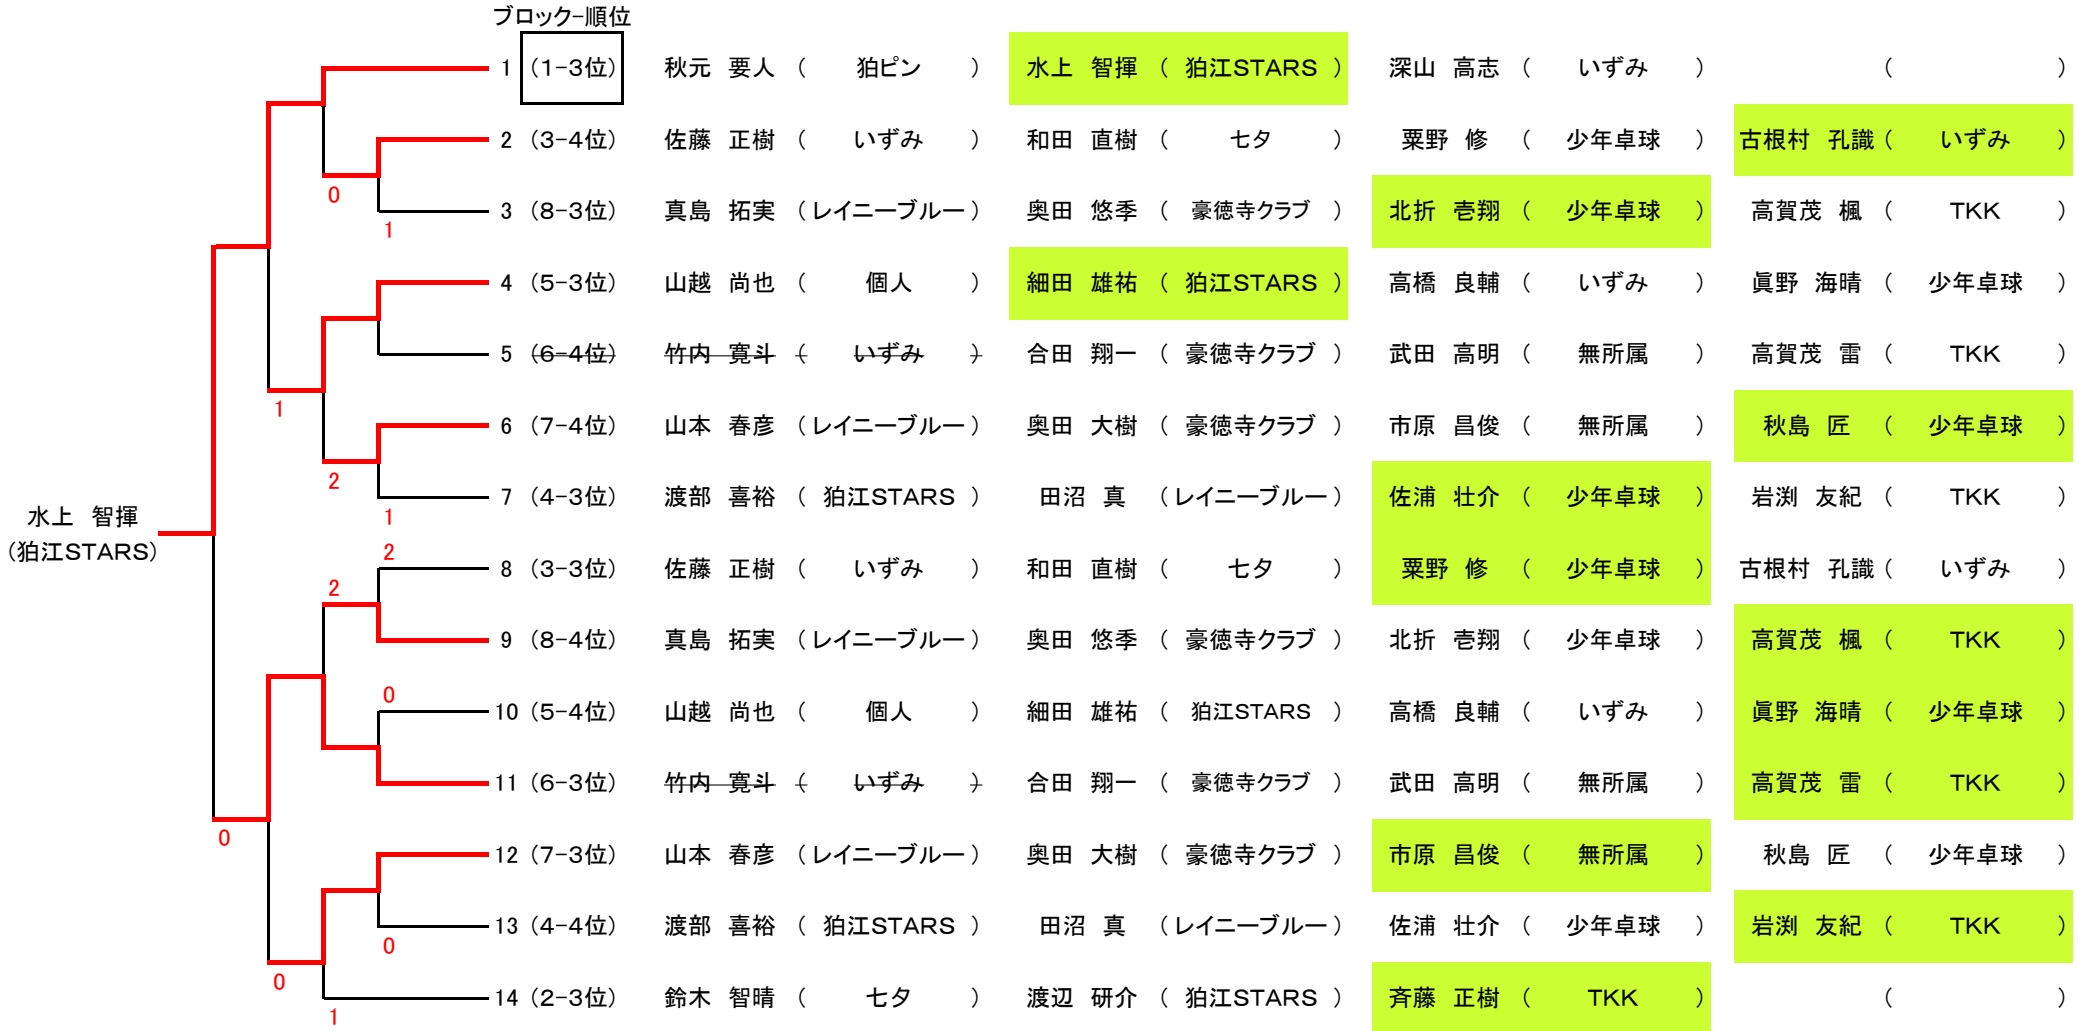 ブロック-順位
1 (1-3位) 秋元 要人 ( 狛ピン ) 水上 智揮 ( 狛江STARS ) 深山 高志 ( いずみ ) ( )
2 (3-4位) 佐藤 正樹 ( いずみ ) 和田 直樹 ( 七夕 ) 粟野 修 ( 少年卓球 ) 古根村 孔識 ( いずみ )
0
3 (8-3位) 真島 拓実 ( レイニーブルー ) 奥田 悠季 ( 豪徳寺クラブ ) 北折 壱翔 ( 少年卓球 ) 高賀茂 楓 ( TKK )
1
4 (5-3位) 山越 尚也 ( 個人 ) 細田 雄祐 ( 狛江STARS ) 高橋 良輔 ( いずみ ) 眞野 海晴 ( 少年卓球 )
5 (6-4位) 竹内 寛斗 ( いずみ ) 合田 翔一 ( 豪徳寺クラブ ) 武田 高明 ( 無所属 ) 高賀茂 雷 ( TKK )
1
6 (7-4位) 山本 春彦 ( レイニーブルー ) 奥田 大樹 ( 豪徳寺クラブ ) 市原 昌俊 ( 無所属 ) 秋島 匠 ( 少年卓球 )
2
7 (4-3位) 渡部 喜裕 ( 狛江STARS ) 田沼 真 ( レイニーブルー ) 佐浦 壮介 ( 少年卓球 ) 岩渕 友紀 ( TKK )
1
水上 智揮
(狛江STARS)
2
8 (3-3位) 佐藤 正樹 ( いずみ ) 和田 直樹 ( 七夕 ) 粟野 修 ( 少年卓球 ) 古根村 孔識 ( いずみ )
2
9 (8-4位) 真島 拓実 ( レイニーブルー ) 奥田 悠季 ( 豪徳寺クラブ ) 北折 壱翔 ( 少年卓球 ) 高賀茂 楓 ( TKK )
0
10 (5-4位) 山越 尚也 ( 個人 ) 細田 雄祐 ( 狛江STARS ) 高橋 良輔 ( いずみ ) 眞野 海晴 ( 少年卓球 )
11 (6-3位) 竹内 寛斗 ( いずみ ) 合田 翔一 ( 豪徳寺クラブ ) 武田 高明 ( 無所属 ) 高賀茂 雷 ( TKK )
0
12 (7-3位) 山本 春彦 ( レイニーブルー ) 奥田 大樹 ( 豪徳寺クラブ ) 市原 昌俊 ( 無所属 ) 秋島 匠 ( 少年卓球 )
13 (4-4位) 渡部 喜裕 ( 狛江STARS ) 田沼 真 ( レイニーブルー ) 佐浦 壮介 ( 少年卓球 ) 岩渕 友紀 ( TKK )
0
0
14 (2-3位) 鈴木 智晴 ( 七夕 ) 渡辺 研介 ( 狛江STARS ) 斉藤 正樹 ( TKK ) ( )
1